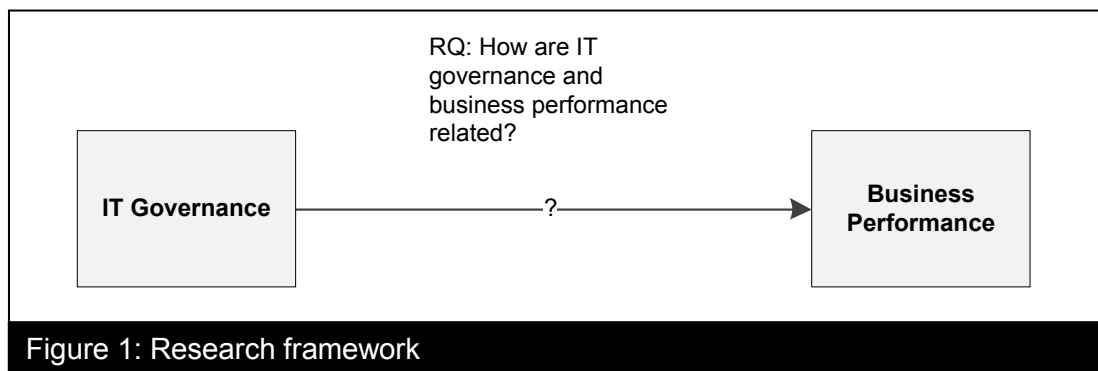 RQ: How are IT
governance and
business performance
related?
IT Governance
?
Business
Performance
Figure 1: Research framework